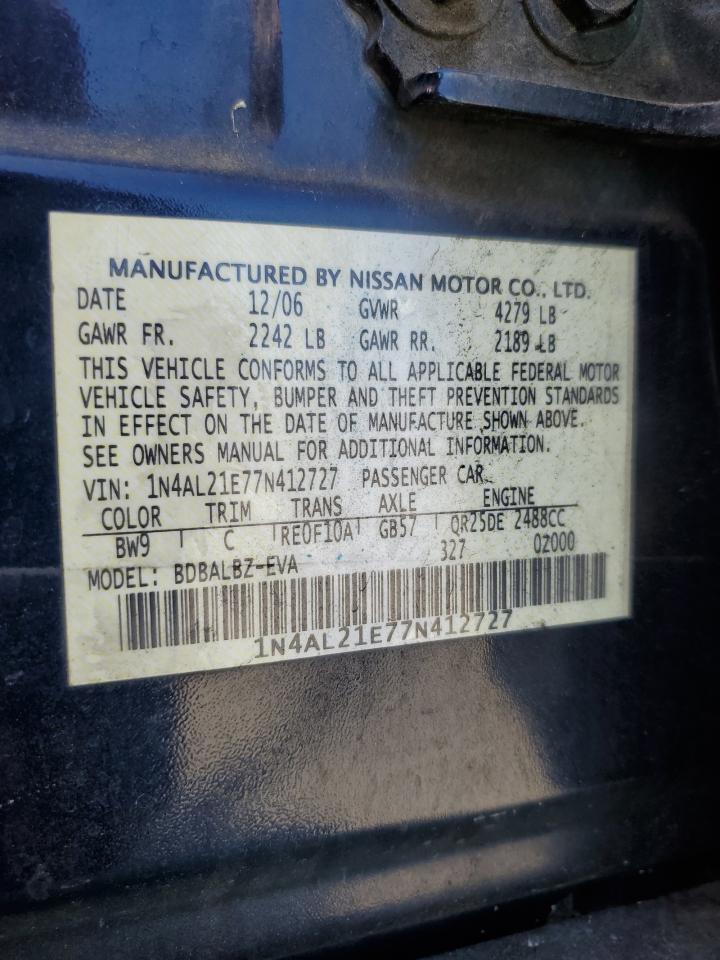 MANUFACTURED BY NISSAN MOTOR CO., LTD.
DATE 12/06 GVWR 4279 LB
GAWR FR. 2242 LB GAWR RR. 2189 LB
THIS VEHICLE CONFORMS TO ALL APPLICABLE FEDERAL MOTOR
VEHICLE SAFETY, BUMPER AND THEFT PREVENTION STANDARDS
IN EFFECT ON THE DATE OF MANUFACTURE SHOWN ABOVE.
SEE OWNERS MANUAL FOR ADDITIONAL INFORMATION.
VIN: 1N4AL21E77N412727 PASSENGER CAR
COLOR TRIM TRANS AXLE ENGINE
BW9 C RE0F10A GB57 QR25DE 2488CC
327 02000
MODEL: BDBALBZ-EVA
1N4AL21E77N412727